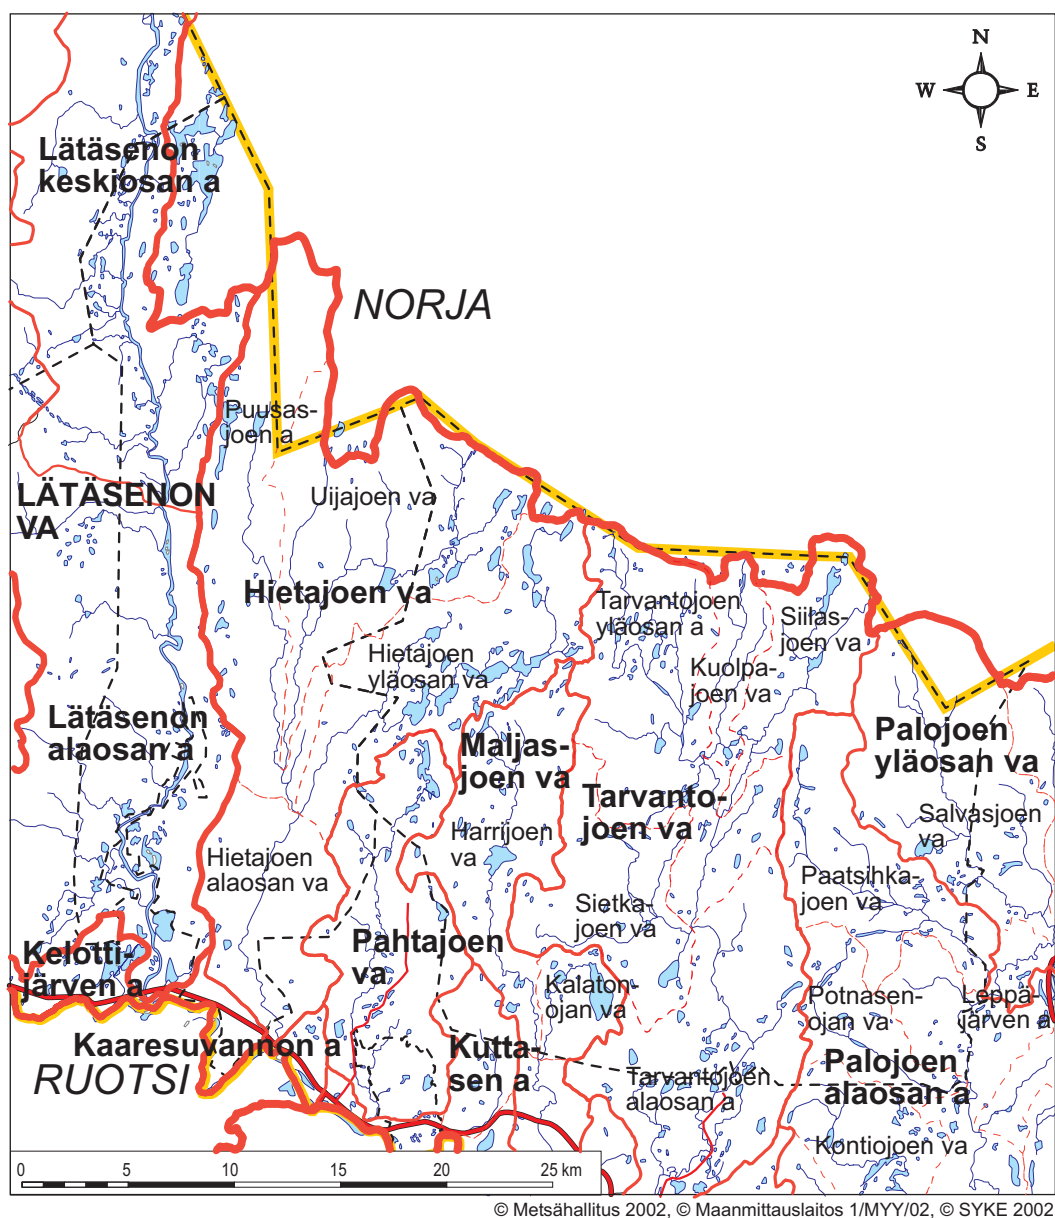 N
W
E
S
Lätäsenon
keskiosan a
NORJA
Puusas-
joen a
Uijajoen va
LÄTÄSENON
VA
Hietajoen va
Tarvantojoen
yläosan a
Siilas-
joen va
Hietajoen
yläosan va
Kuolpa-
joen va
Lätäsenon
alaosan a
Maljas-
joen va
Palojoen
yläosan va
Tarvanto-
joen va
Salvasjoen
va
Harrijoen
va
Hietajoen
alaosan va
Paatsihka-
joen va
Sietka-
joen va
Kelotti-
järven a
Pahtajoen
va
Kalaton-
ojan va
Potnasen-
ojan va
Leppä-
järven a
Kaaresuvannon a
RUOTSI
Kutta-
sen a
Tarvantojoen
alaosan a
Palojoen
alaosan a
Kontiojoen va
0 5 10 15 20 25 km
© Metsähallitus 2002, © Maanmittauslaitos 1/MYY/02, © SYKE 2002